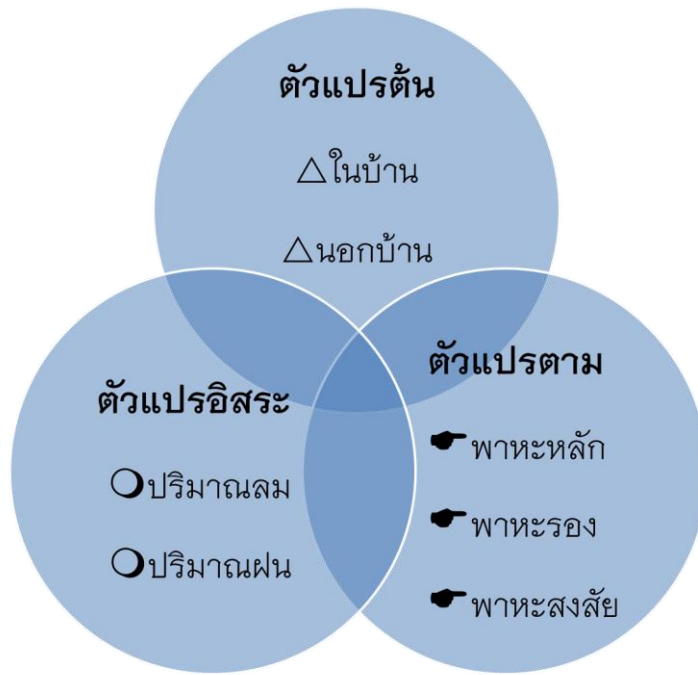 ตัวแปรต้น
△ในบ้าน
△นอกบ้าน
ตัวแปรอิสระ
❍ปริมาณลม
❍ปริมาณฝน
ตัวแปรตาม
☛พาหะหลัก
☛พาหะรอง
☛พาหะสงสัย